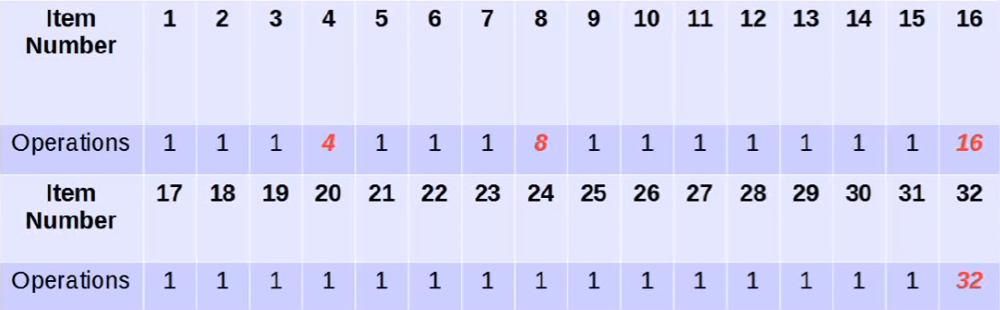 Item Number 1 2 3 4 5 6 7 8 9 10 11 12 13 14 15 16
Operations 1 1 1 4 1 1 1 8 1 1 1 1 1 1 1 16
Item Number 17 18 19 20 21 22 23 24 25 26 27 28 29 30 31 32
Operations 1 1 1 1 1 1 1 1 1 1 1 1 1 1 1 32